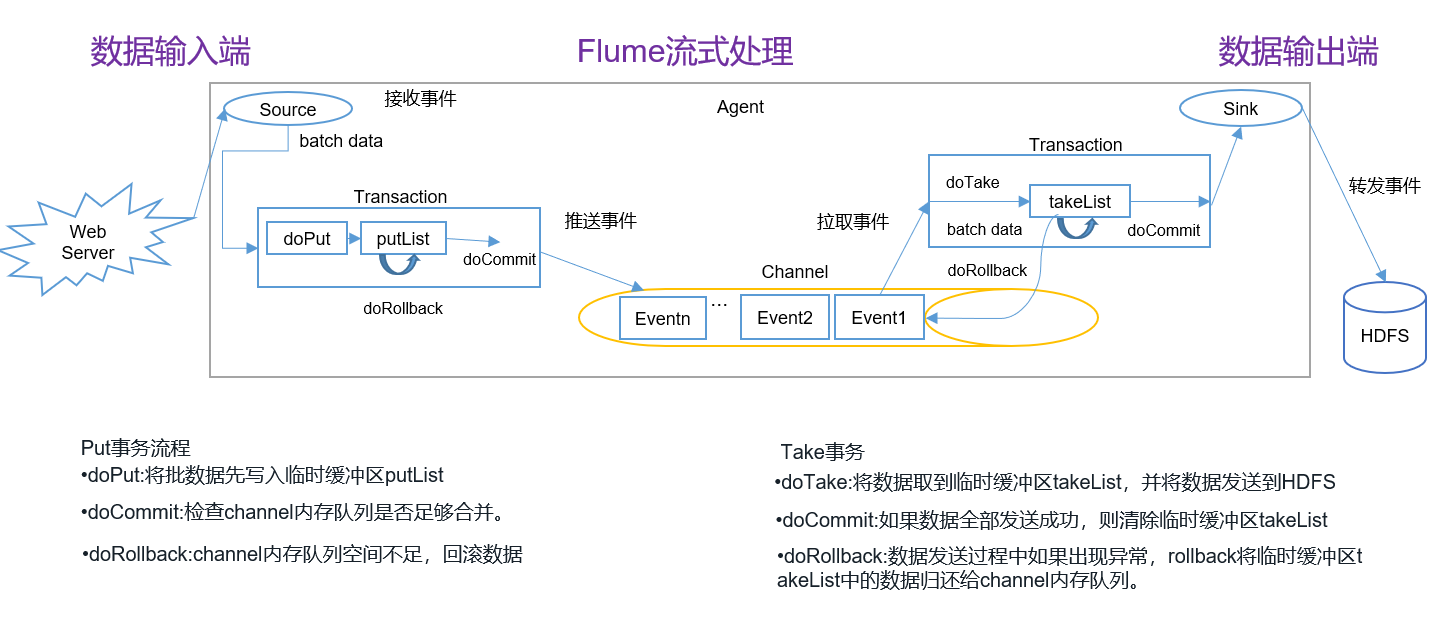 数据输入端
Flume流式处理
数据输出端
Source
接收事件
Agent
Sink
batch data
Transaction
Transaction
doTake
takeList
转发事件
Web
Server
doPut
putList
doCommit
推送事件
拉取事件
batch data
doCommit
doRollback
Channel
doRollback
Eventn
...
Event2
Event1
HDFS
Put事务流程
•doPut:将批数据先写入临时缓冲区putList
•doCommit:检查channel内存队列是否足够合并。
•doRollback:channel内存队列空间不足，回滚数据
Take事务
•doTake:将数据取到临时缓冲区takeList，并将数据发送到HDFS
•doCommit:如果数据全部发送成功，则清除临时缓冲区takeList
•doRollback:数据发送过程中如果出现异常，rollback将临时缓冲区t
akeList中的数据归还给channel内存队列。